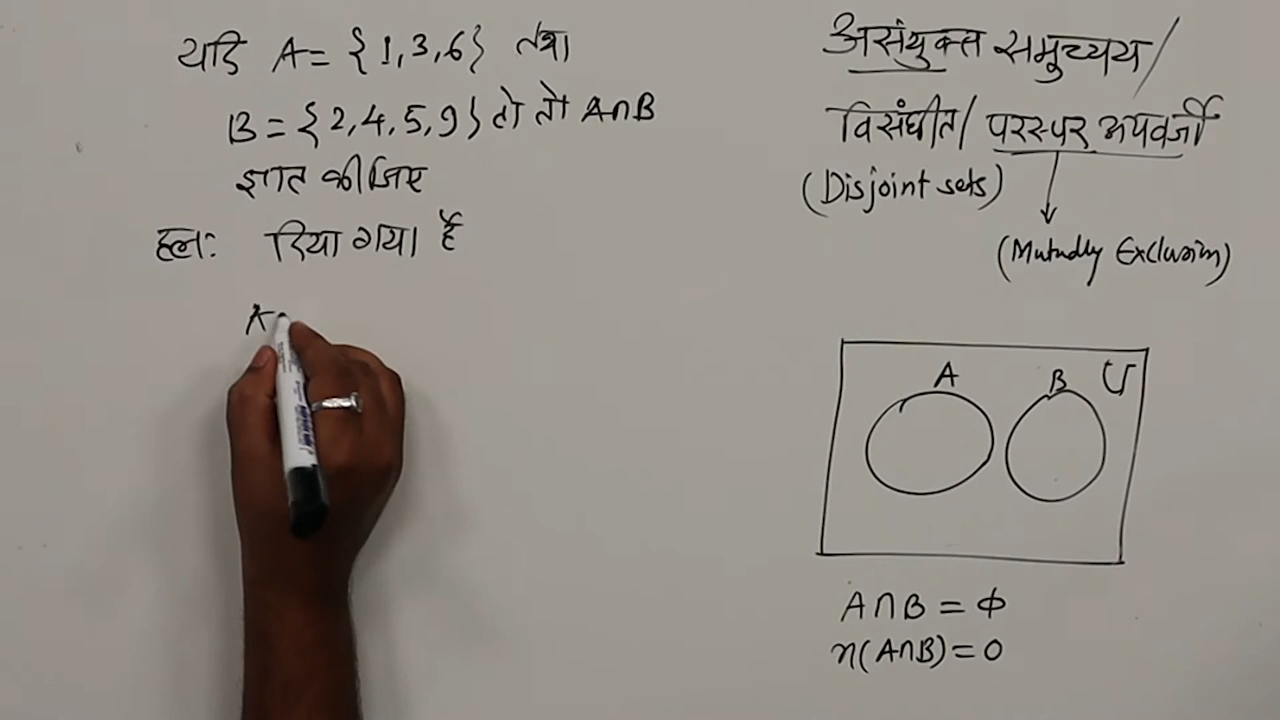 यदि A = {1,3,6} तथा
B = {2,4,5,9} हो तो A∩B
ज्ञात कीजिए
हल: दिया गया है
A
असंयुक्त समुच्चय/
विसंघीत/ परस्पर अपवर्जी
(Disjoint sets)
(Mutually Exclusive)
A B U
A∩B = ϕ
n(A∩B) = 0